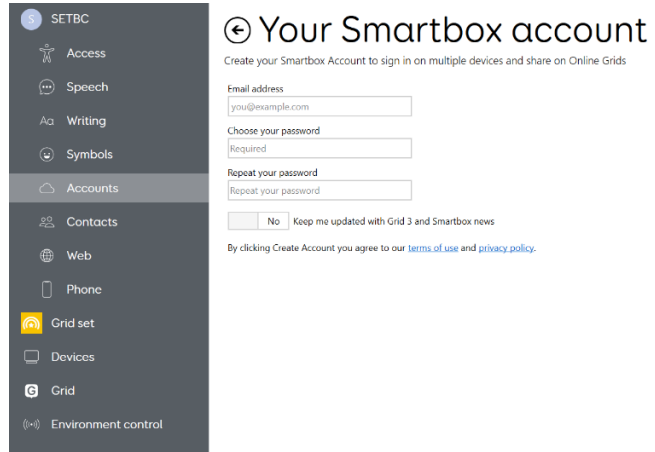 S SETBC
Access
Speech
Aa Writing
Symbols
Accounts
Contacts
Web
Phone
Grid set
Devices
G Grid
Environment control
Your Smartbox account
Create your Smartbox Account to sign in on multiple devices and share on Online Grids
Email address
you@example.com
Choose your password
Required
Repeat your password
Repeat your password
No Keep me updated with Grid 3 and Smartbox news
By clicking Create Account you agree to our terms of use and privacy policy.